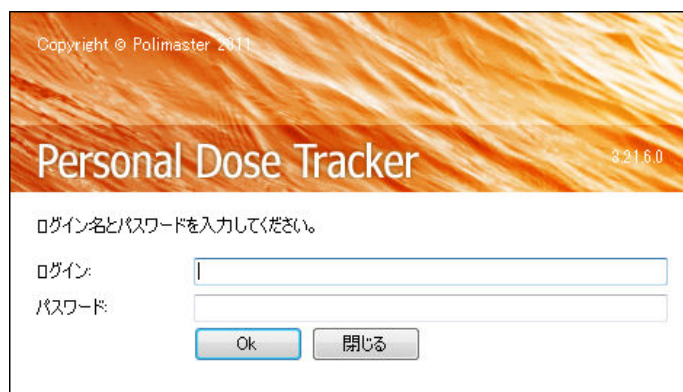 Copyright © Polimaster 2011
Personal Dose Tracker
3.21.6.0
ログイン名とパスワードを入力してください。
ログイン:
パスワード:
Ok
閉じる